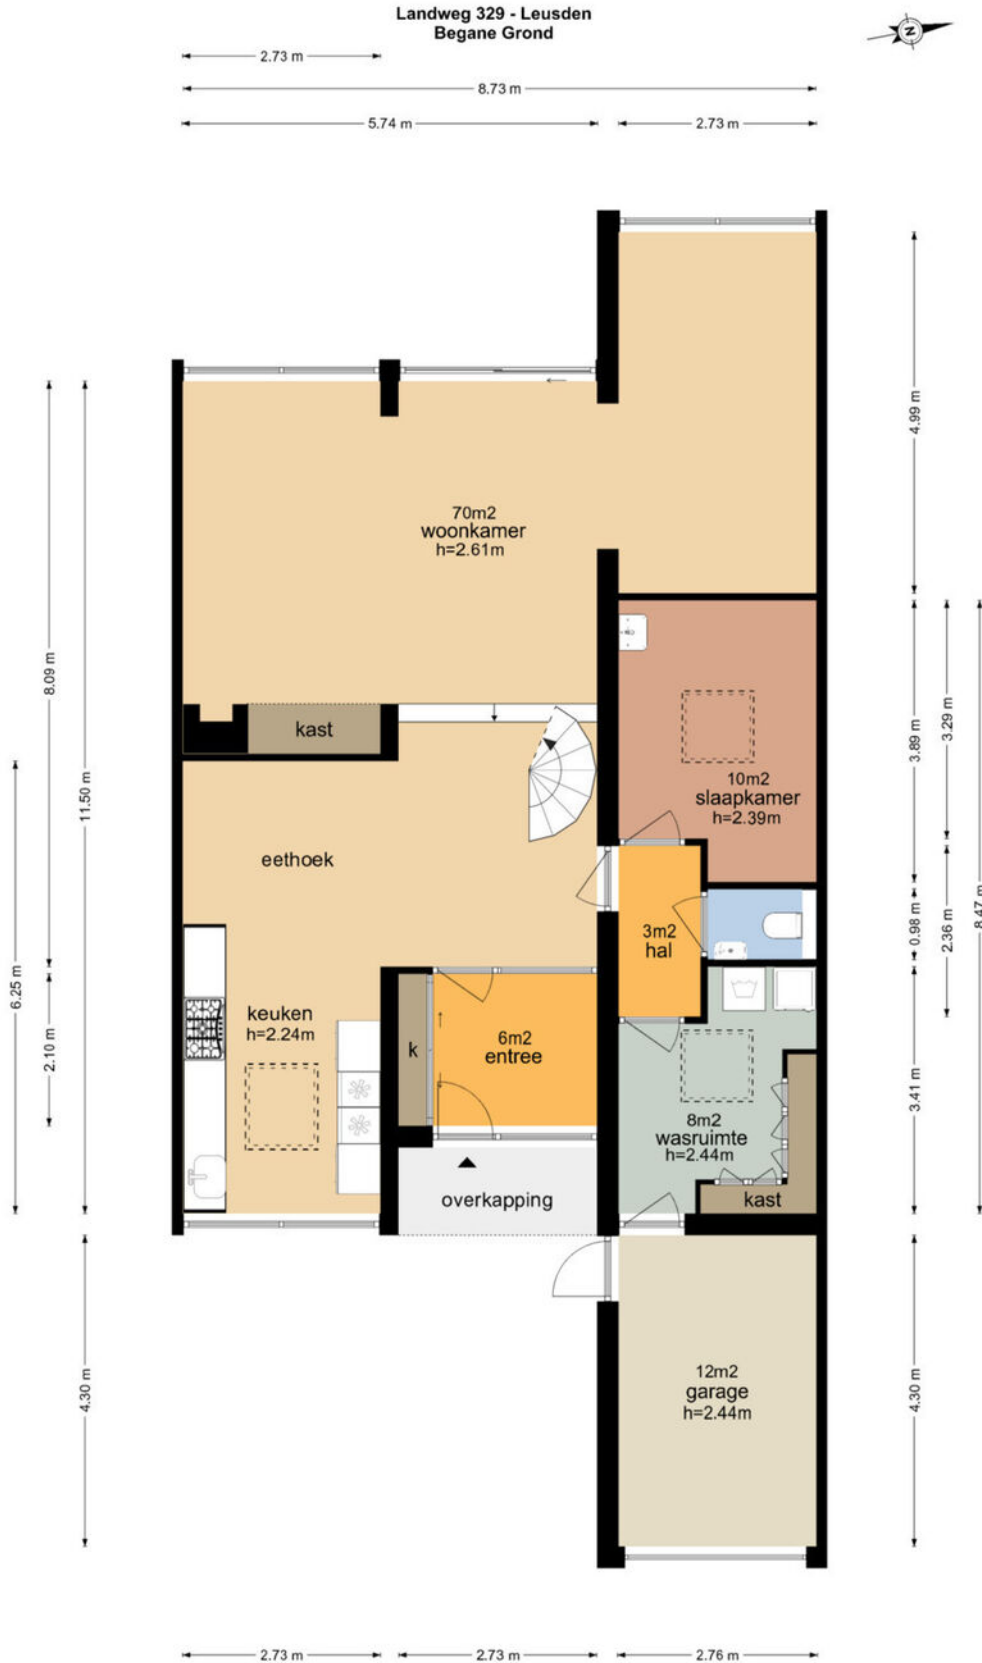 Landweg 329 - Leusden
Begane Grond
N
2.73 m
8.73 m
5.74 m
2.73 m
4.99 m
70m2
woonkamer
h=2.61m
8.09 m
11.50 m
kast
3.89 m
3.29 m
8.47 m
10m2
slaapkamer
h=2.39m
eethoek
6.25 m
0.98 m
2.36 m
3m2
hal
keuken
h=2.24m
2.10 m
k
6m2
entree
3.41 m
8m2
wasruimte
h=2.44m
kast
overkapping
4.30 m
12m2
garage
h=2.44m
4.30 m
2.73 m
2.73 m
2.76 m